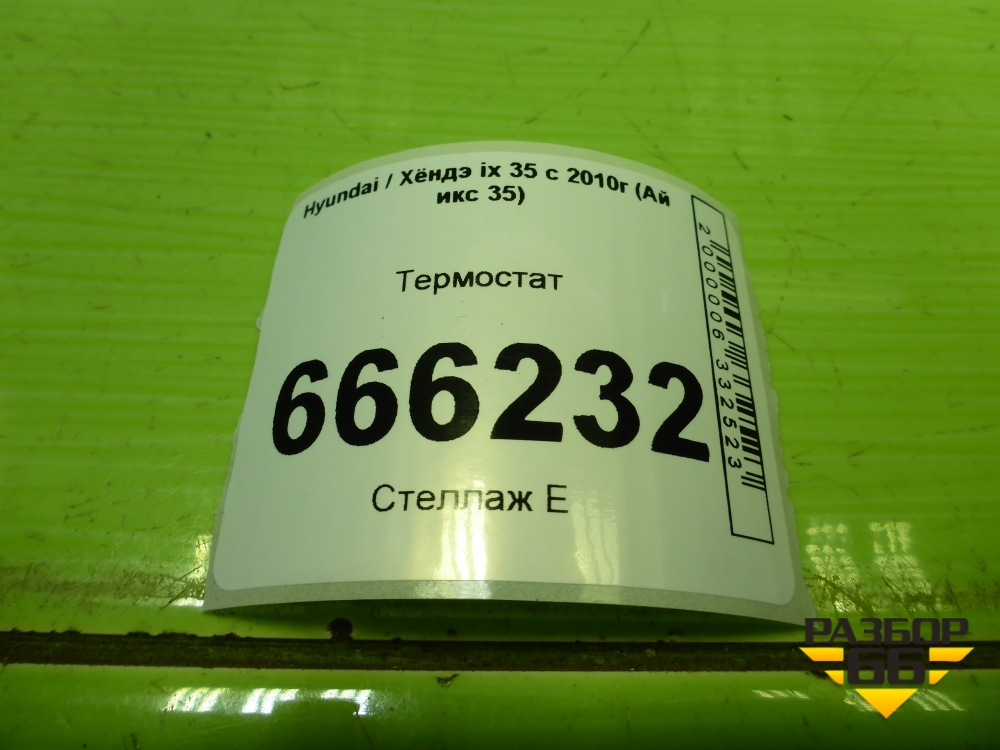 Hyundai / Хёндэ ix 35 с 2010г (Ай
икс 35)
Термостат
666232
Стеллаж Е
2000006332523
РАЗБОР
66